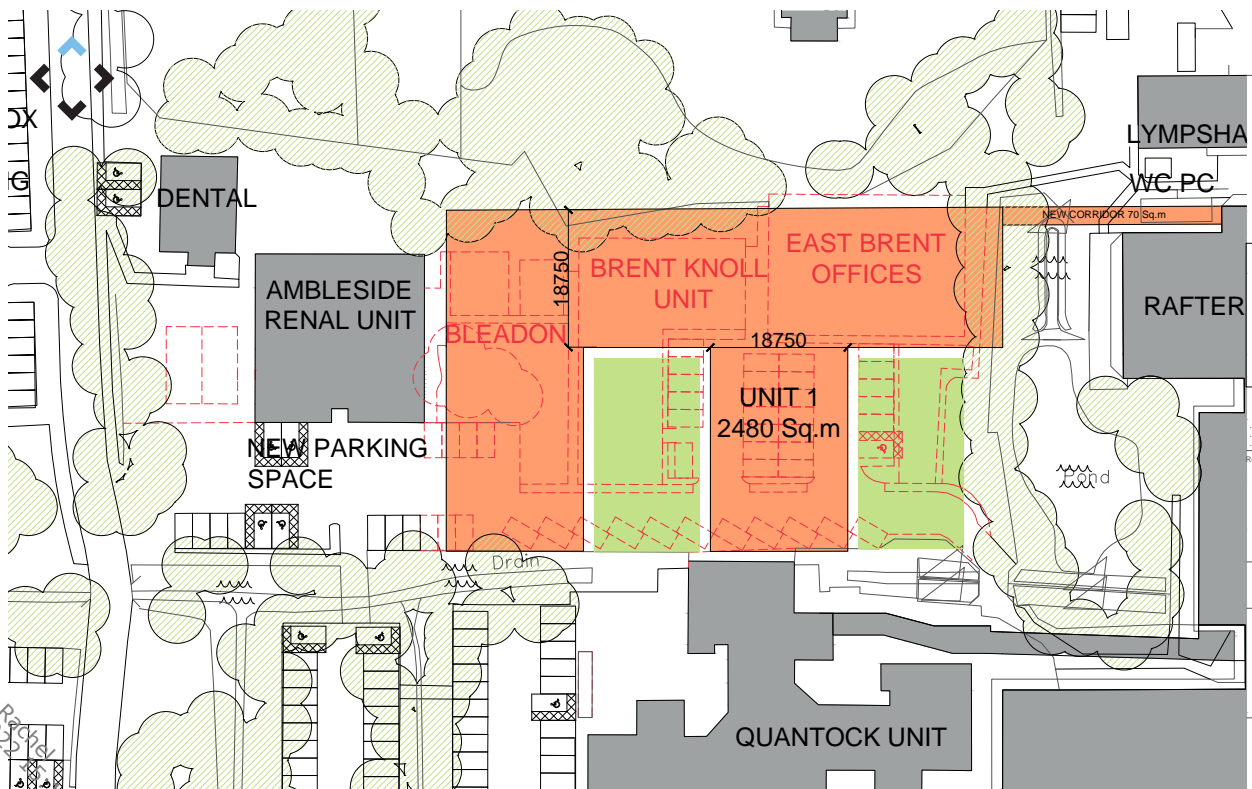 OX
G
DENTAL
LYMPSHA
WC PC
NEW CORRIDOR 70 Sq.m
EAST BRENT
OFFICES
BRENT KNOLL
UNIT
AMBLESIDE
RENAL UNIT
18750
RAFTER
BLEADON
18750
UNIT 1
2480 Sq.m
NEW PARKING
SPACE
Pond
Drain
QUANTOCK UNIT
Rachel